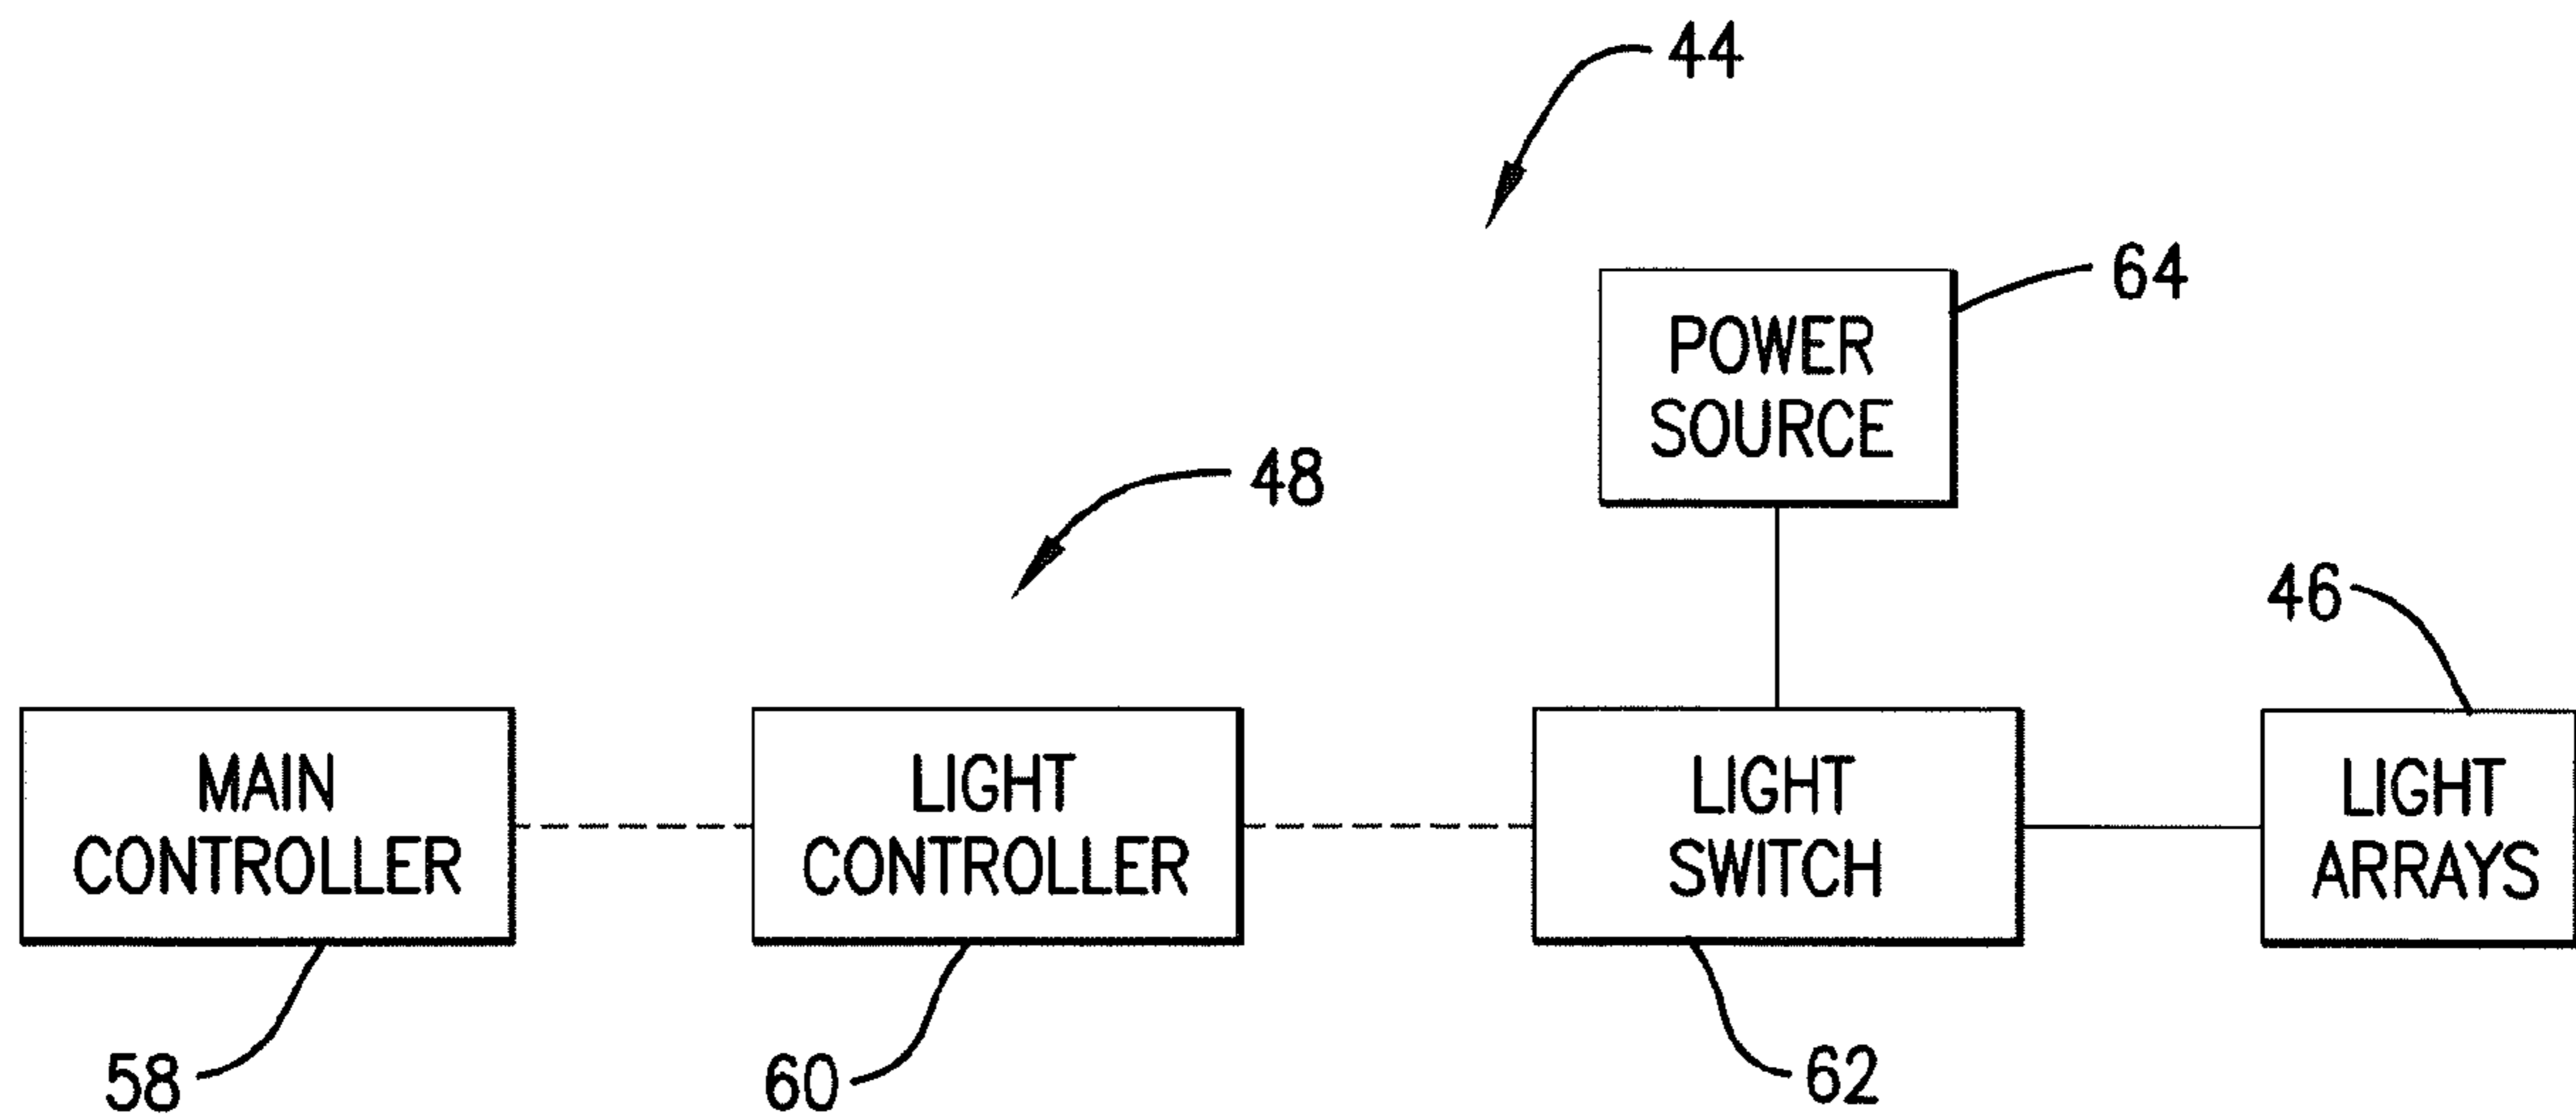 44
64
POWER
SOURCE
48
46
MAIN
CONTROLLER
LIGHT
CONTROLLER
LIGHT
SWITCH
LIGHT
ARRAYS
58
60
62